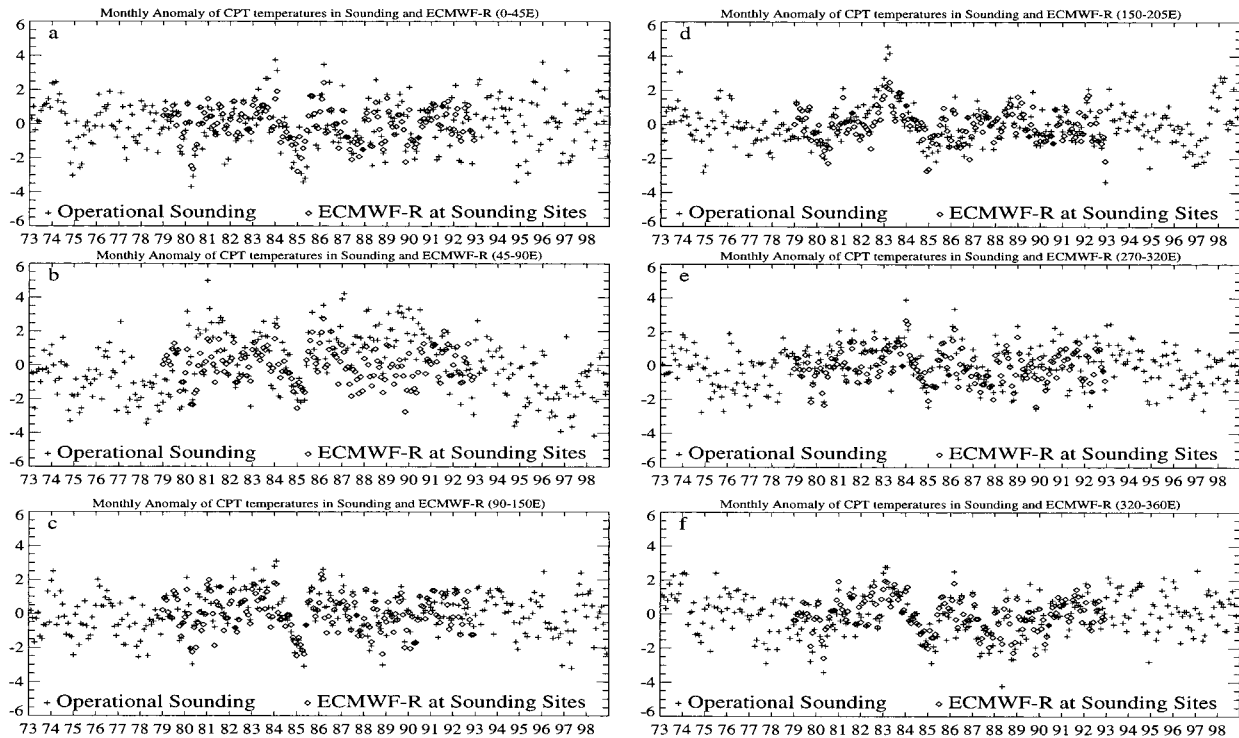 Monthly Anomaly of CPT temperatures in Sounding and ECMWF-R (0-45E)
a
6
4
2
0
-2
-4
-6
+ Operational Sounding ◇ ECMWF-R at Sounding Sites
73 74 75 76 77 78 79 80 81 82 83 84 85 86 87 88 89 90 91 92 93 94 95 96 97 98
Monthly Anomaly of CPT temperatures in Sounding and ECMWF-R (45-90E)
b
6
4
2
0
-2
-4
-6
+ Operational Sounding ◇ ECMWF-R at Sounding Sites
73 74 75 76 77 78 79 80 81 82 83 84 85 86 87 88 89 90 91 92 93 94 95 96 97 98
Monthly Anomaly of CPT temperatures in Sounding and ECMWF-R (90-150E)
c
6
4
2
0
-2
-4
-6
+ Operational Sounding ◇ ECMWF-R at Sounding Sites
73 74 75 76 77 78 79 80 81 82 83 84 85 86 87 88 89 90 91 92 93 94 95 96 97 98
Monthly Anomaly of CPT temperatures in Sounding and ECMWF-R (150-205E)
d
6
4
2
0
-2
-4
-6
+ Operational Sounding ◇ ECMWF-R at Sounding Sites
73 74 75 76 77 78 79 80 81 82 83 84 85 86 87 88 89 90 91 92 93 94 95 96 97 98
Monthly Anomaly of CPT temperatures in Sounding and ECMWF-R (270-320E)
e
6
4
2
0
-2
-4
-6
+ Operational Sounding ◇ ECMWF-R at Sounding Sites
73 74 75 76 77 78 79 80 81 82 83 84 85 86 87 88 89 90 91 92 93 94 95 96 97 98
Monthly Anomaly of CPT temperatures in Sounding and ECMWF-R (320-360E)
f
6
4
2
0
-2
-4
-6
+ Operational Sounding ◇ ECMWF-R at Sounding Sites
73 74 75 76 77 78 79 80 81 82 83 84 85 86 87 88 89 90 91 92 93 94 95 96 97 98